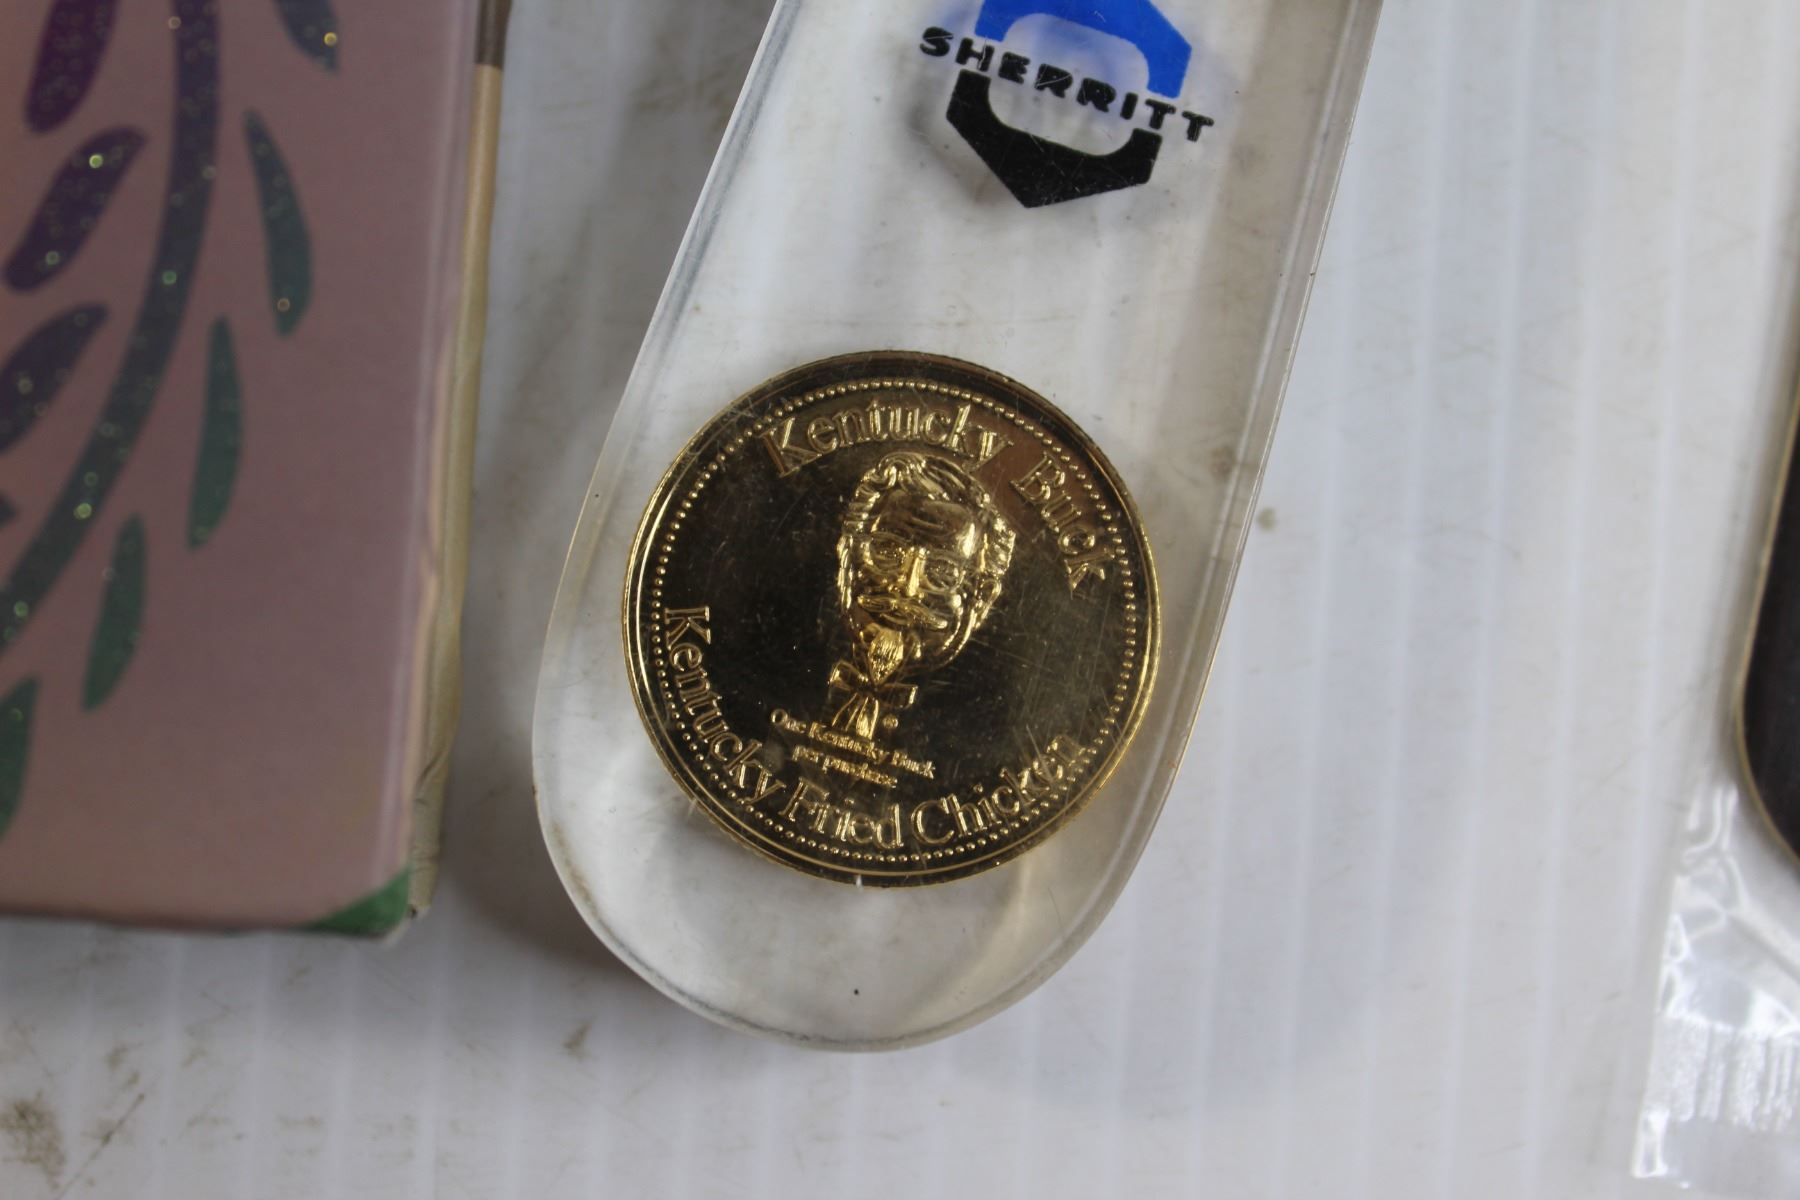 SHERRITT
Kentucky Buck
One Kentucky Buck
per purchase
Kentucky Fried Chicken